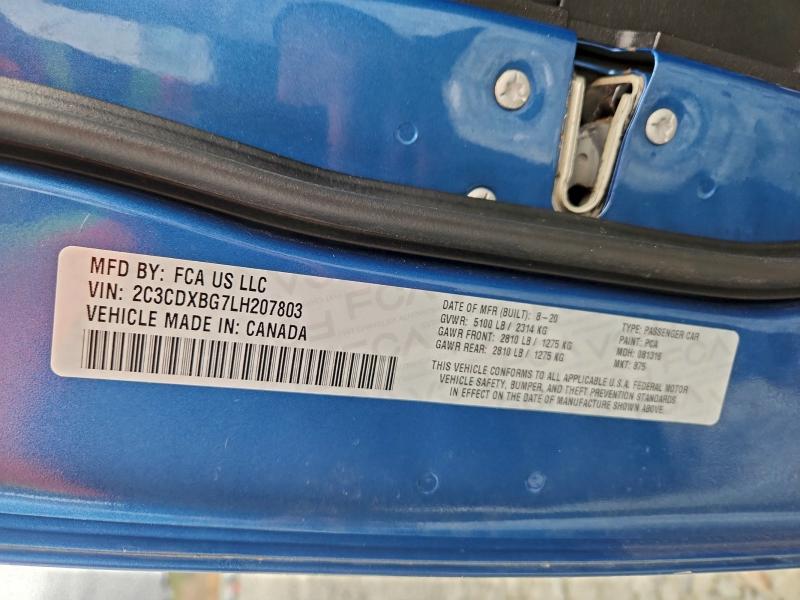 MFD BY: FCA US LLC
VIN: 2C3CDXBG7LH207803
VEHICLE MADE IN: CANADA
DATE OF MFR (BUILT): 8-20
GVWR: 5100 LB / 2314 KG
GAWR FRONT: 2810 LB / 1275 KG
GAWR REAR: 2810 LB / 1275 KG
TYPE: PASSENGER CAR
PAINT: PCA
MDH: 081316
MKT: 975
THIS VEHICLE CONFORMS TO ALL APPLICABLE U.S.A. FEDERAL MOTOR
VEHICLE SAFETY, BUMPER, AND THEFT PREVENTION STANDARDS
IN EFFECT ON THE DATE OF MANUFACTURE SHOWN ABOVE.